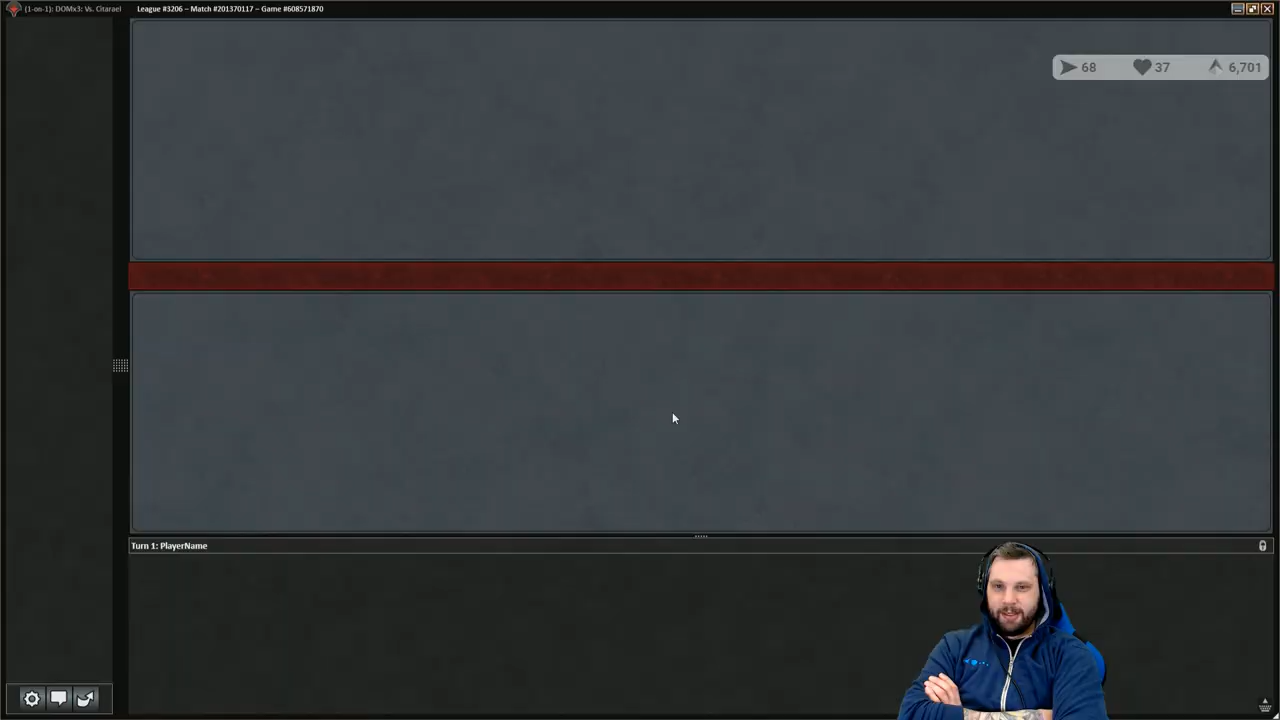 (1-on-1): DOMx3: Vs. Citarael
League #3206 – Match #201370117 – Game #608571870
68 37 6,701
Turn 1: PlayerName